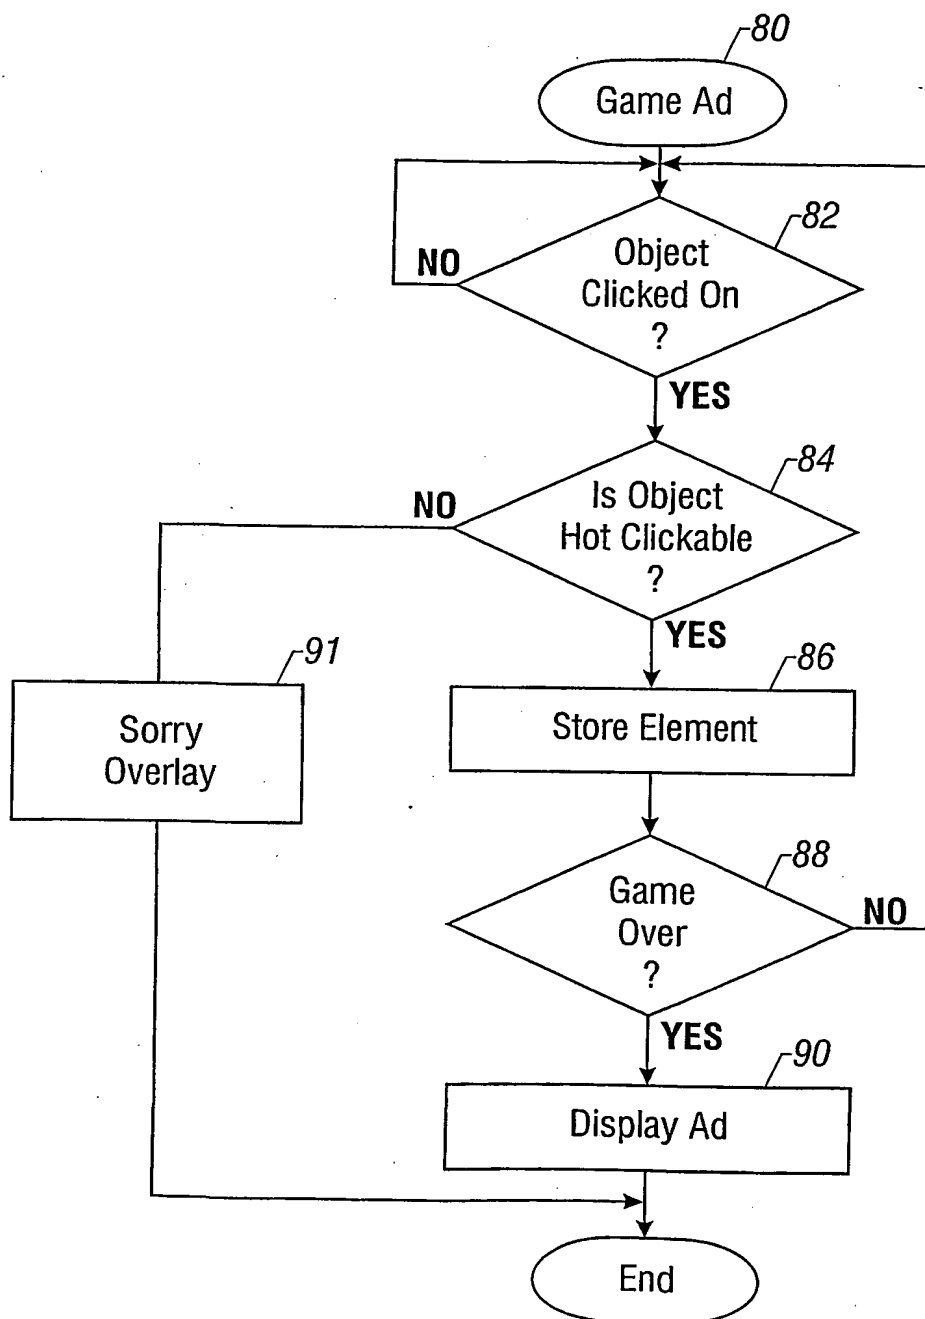 80
Game Ad
82
NO
Object
Clicked On
?
YES
84
NO
Is Object
Hot Clickable
?
YES
91
86
Sorry
Overlay
Store Element
88
Game
Over
?
NO
YES
90
Display Ad
End